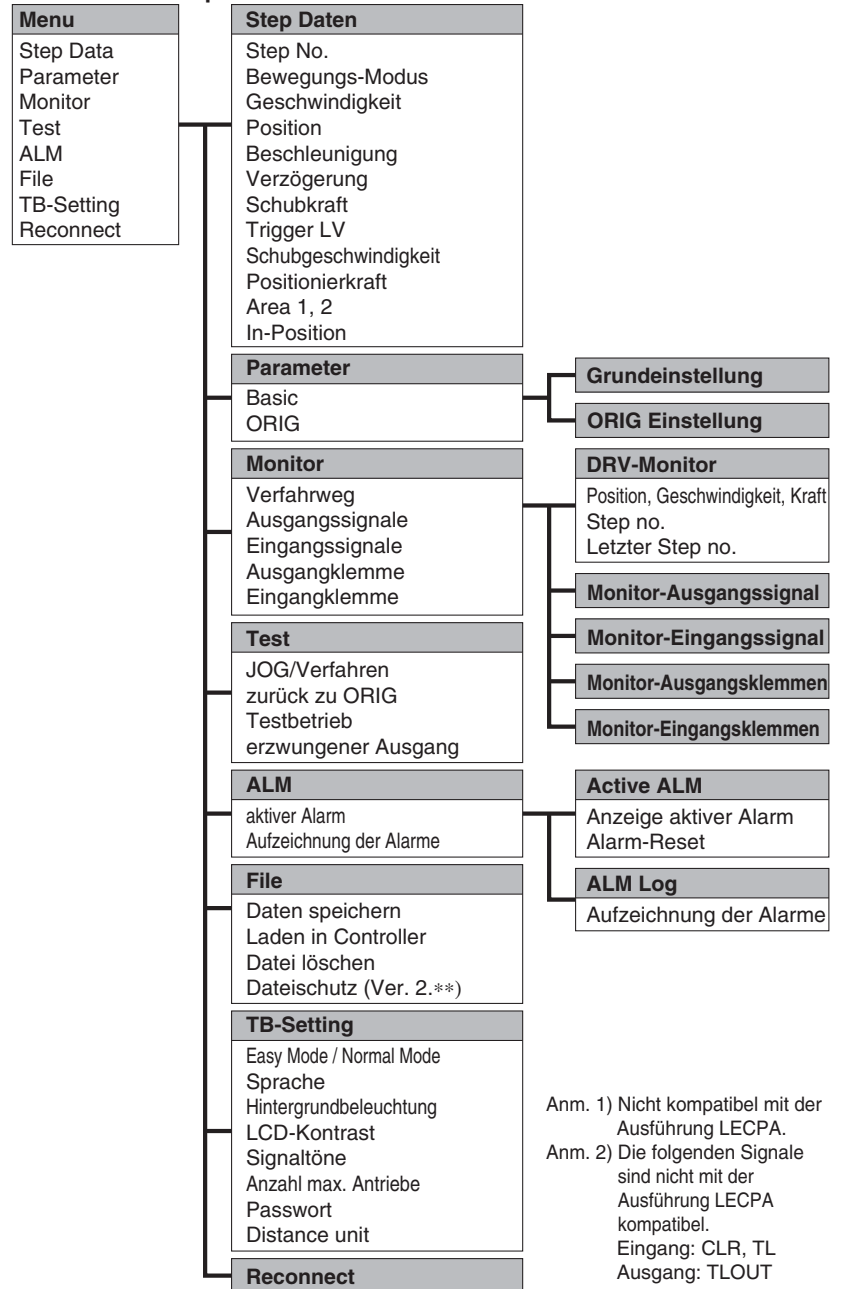 Menu
Step Data
Parameter
Monitor
Test
ALM
File
TB-Setting
Reconnect
Step Daten
Step No.
Bewegungs-Modus
Geschwindigkeit
Position
Beschleunigung
Verzögerung
Schubkraft
Trigger LV
Schubgeschwindigkeit
Positionierkraft
Area 1, 2
In-Position
Parameter
Basic
ORIG
Grundeinstellung
ORIG Einstellung
Monitor
Verfahrweg
Ausgangssignale
Eingangssignale
Ausgangklemme
Eingangklemme
DRV-Monitor
Position, Geschwindigkeit, Kraft
Step no.
Letzter Step no.
Monitor-Ausgangssignal
Monitor-Eingangssignal
Monitor-Ausgangsklemmen
Monitor-Eingangsklemmen
Test
JOG/Verfahren
zurück zu ORIG
Testbetrieb
erzwungener Ausgang
ALM
aktiver Alarm
Aufzeichnung der Alarme
Active ALM
Anzeige aktiver Alarm
Alarm-Reset
ALM Log
Aufzeichnung der Alarme
File
Daten speichern
Laden in Controller
Datei löschen
Dateischutz (Ver. 2.**)
TB-Setting
Easy Mode / Normal Mode
Sprache
Hintergrundbeleuchtung
LCD-Kontrast
Signaltöne
Anzahl max. Antriebe
Passwort
Distance unit
Reconnect
Anm. 1) Nicht kompatibel mit der
Ausführung LECPA.
Anm. 2) Die folgenden Signale
sind nicht mit der
Ausführung LECPA
kompatibel.
Eingang: CLR, TL
Ausgang: TLOUT